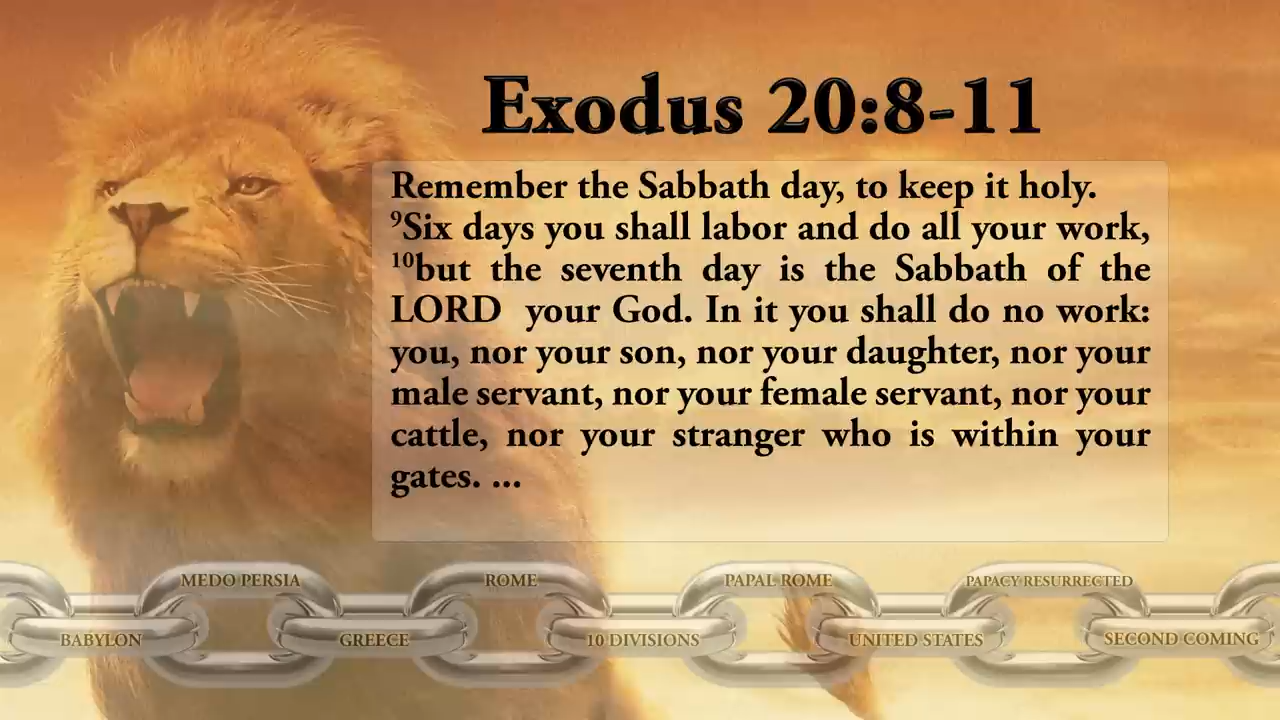 Exodus 20:8-11
Remember the Sabbath day, to keep it holy.
⁹Six days you shall labor and do all your work,
¹⁰but the seventh day is the Sabbath of the
LORD your God. In it you shall do no work:
you, nor your son, nor your daughter, nor your
male servant, nor your female servant, nor your
cattle, nor your stranger who is within your
gates. ...
MEDO PERSIA ROME PAPAL ROME PAPACY RESURRECTED
BABYLON GREECE 10 DIVISIONS UNITED STATES SECOND COMING